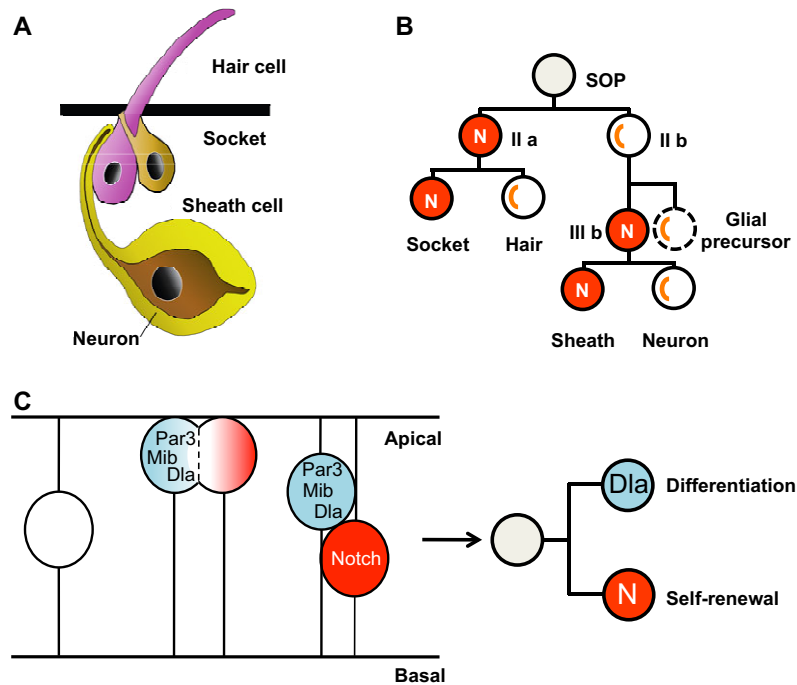 A
Hair cell
Socket
Sheath cell
Neuron
B
SOP
N
II a
II b
N
Socket
Hair
III b
N
Glial
precursor
N
Sheath
Neuron
C
Apical
Par3
Mib
Dla
Par3
Mib
Dla
Notch
Basal
Dla
Differentiation
N
Self-renewal